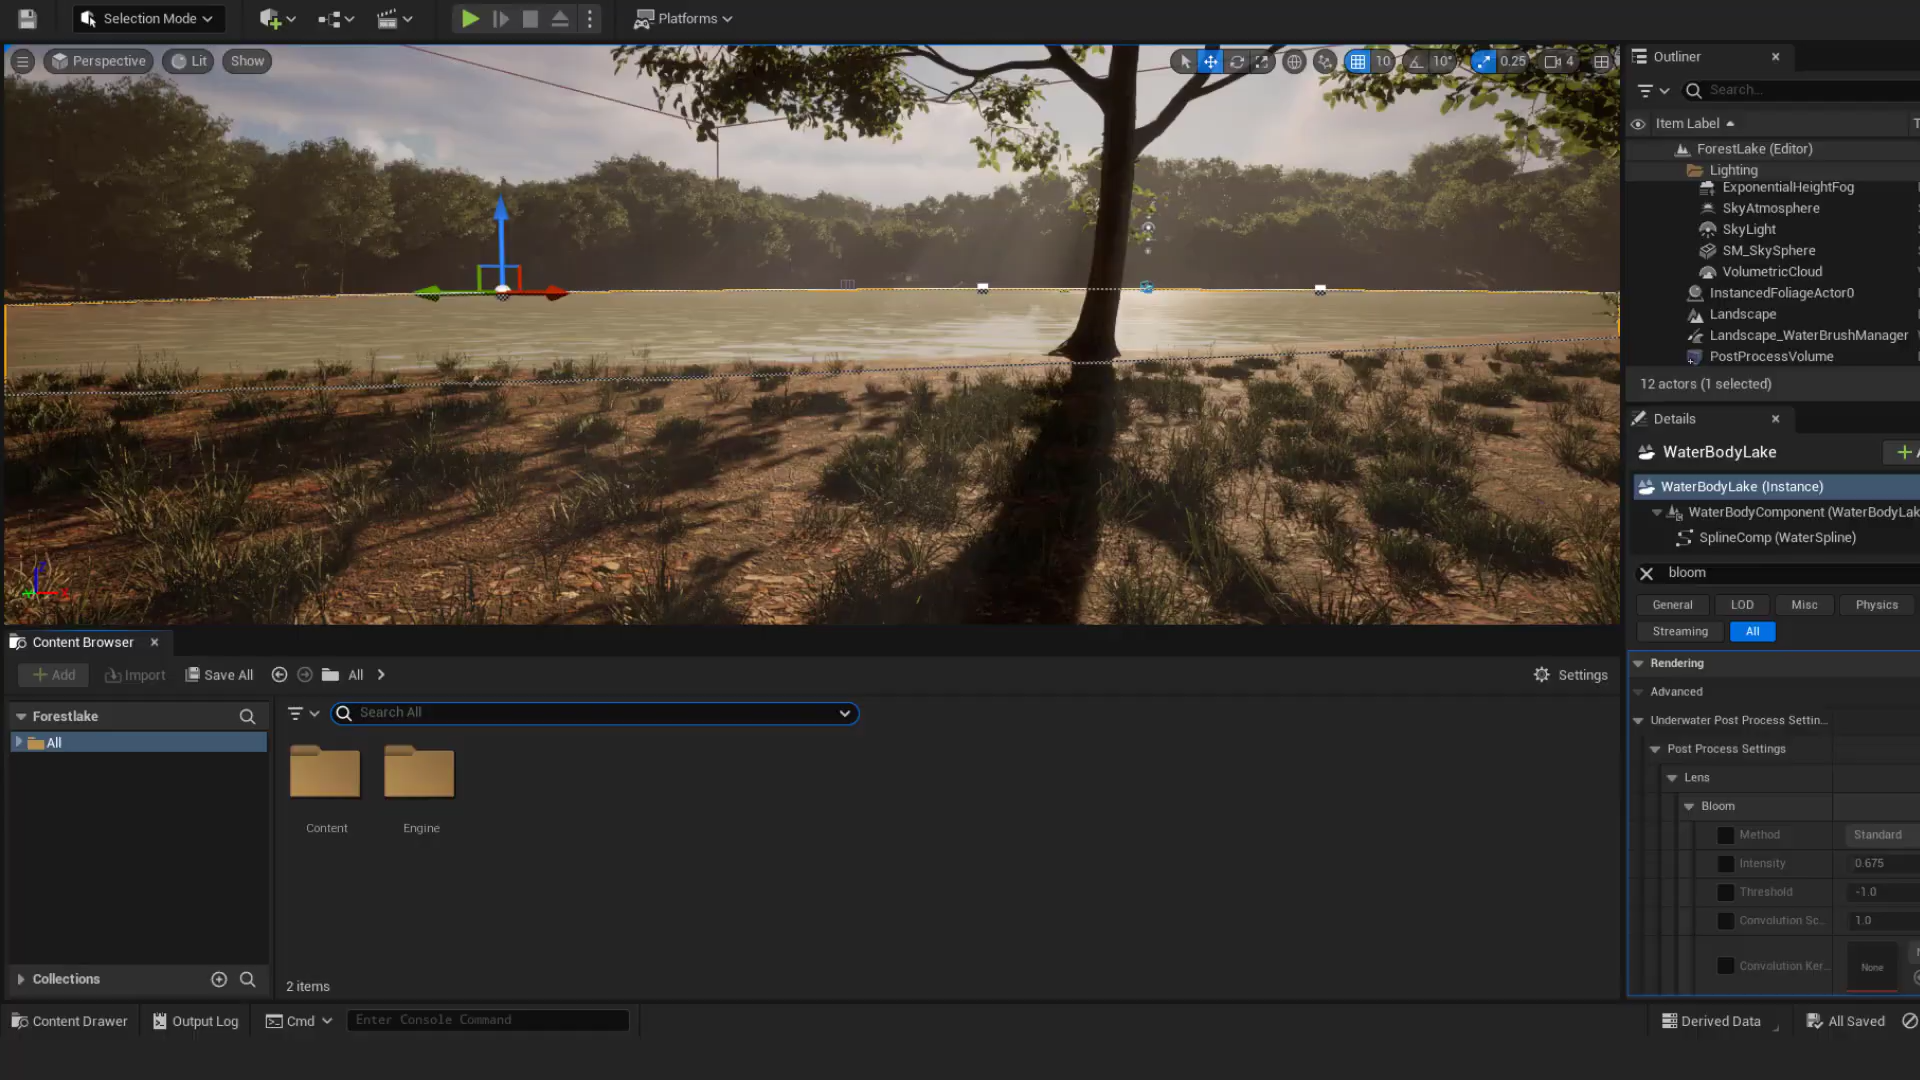 Selection Mode
Platforms
Perspective
Lit
Show
10
10°
0.25
4
Outliner
Search...
Item Label
ForestLake (Editor)
Lighting
ExponentialHeightFog
SkyAtmosphere
SkyLight
SM_SkySphere
VolumetricCloud
InstancedFoliageActor0
Landscape
Landscape_WaterBrushManager
PostProcessVolume
12 actors (1 selected)
Details
WaterBodyLake
WaterBodyLake (Instance)
WaterBodyComponent (WaterBodyLak
SplineComp (WaterSpline)
bloom
General
LOD
Misc
Physics
Streaming
All
Rendering
Advanced
Underwater Post Process Settin...
Post Process Settings
Lens
Bloom
Method
Standard
Intensity
0.675
Threshold
-1.0
Convolution Sc...
1.0
Convolution Ker...
None
Content Browser
Add
Import
Save All
All
Settings
Forestlake
All
Search All
Content
Engine
Collections
2 items
Content Drawer
Output Log
Cmd
Enter Console Command
Derived Data
All Saved